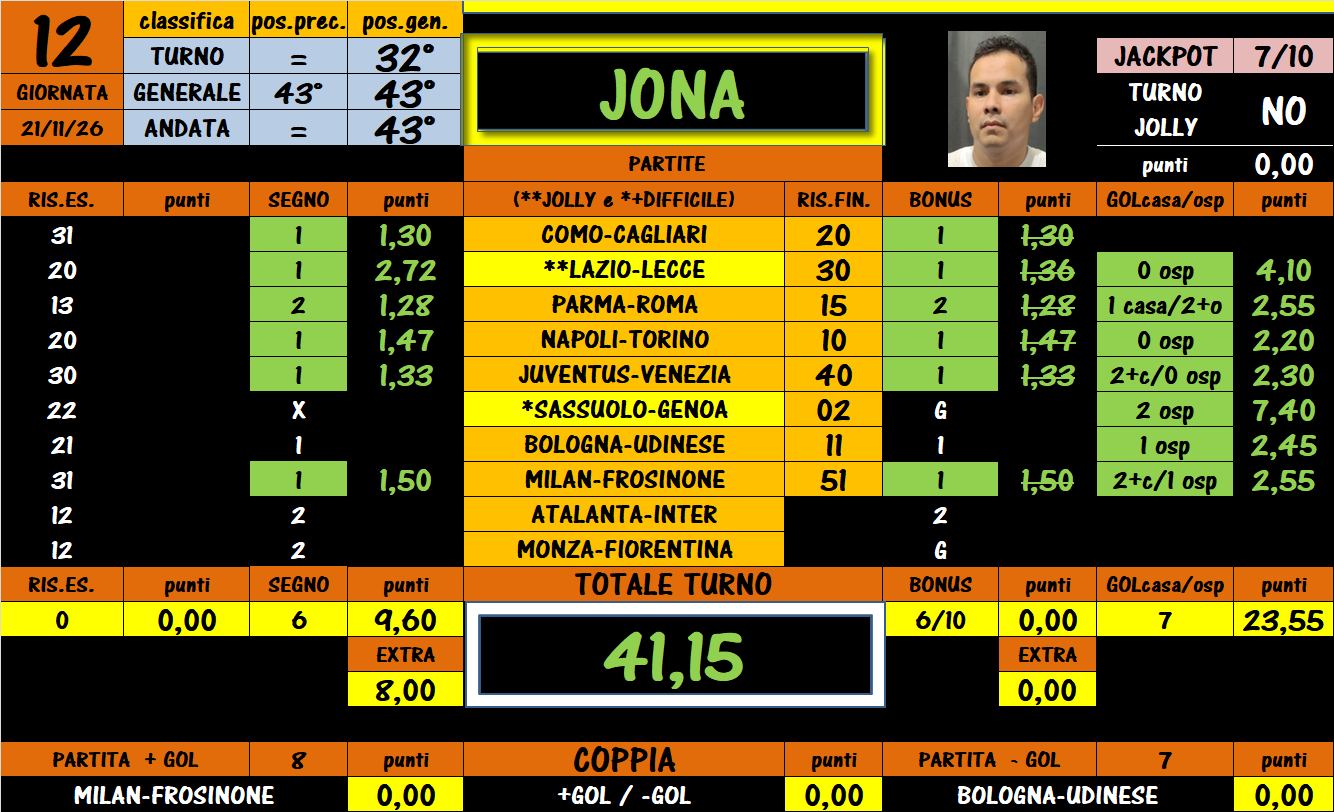 12 classifica pos.prec. pos.gen.
TURNO = 32° JACKPOT 7/10
GIORNATA GENERALE 43° 43° JONA TURNO JOLLY NO
21/11/26 ANDATA = 43°
PARTITE punti 0,00
RIS.ES. punti SEGNO punti (**JOLLY e *+DIFFICILE) RIS.FIN. BONUS punti GOLcasa/osp punti
31 1 1,30 COMO-CAGLIARI 20 1 1,30
20 1 2,72 **LAZIO-LECCE 30 1 1,36 0 osp 4,10
13 2 1,28 PARMA-ROMA 15 2 1,28 1 casa/2+o 2,55
20 1 1,47 NAPOLI-TORINO 10 1 1,47 0 osp 2,20
30 1 1,33 JUVENTUS-VENEZIA 40 1 1,33 2+c/0 osp 2,30
22 X *SASSUOLO-GENOA 02 G 2 osp 7,40
21 1 BOLOGNA-UDINESE 11 1 1 osp 2,45
31 1 1,50 MILAN-FROSINONE 51 1 1,50 2+c/1 osp 2,55
12 2 ATALANTA-INTER 2
12 2 MONZA-FIORENTINA G
RIS.ES. punti SEGNO punti TOTALE TURNO BONUS punti GOLcasa/osp punti
0 0,00 6 9,60 41,15 6/10 0,00 7 23,55
EXTRA EXTRA
8,00 0,00
PARTITA + GOL 8 punti COPPIA punti PARTITA - GOL 7 punti
MILAN-FROSINONE 0,00 +GOL / -GOL 0,00 BOLOGNA-UDINESE 0,00